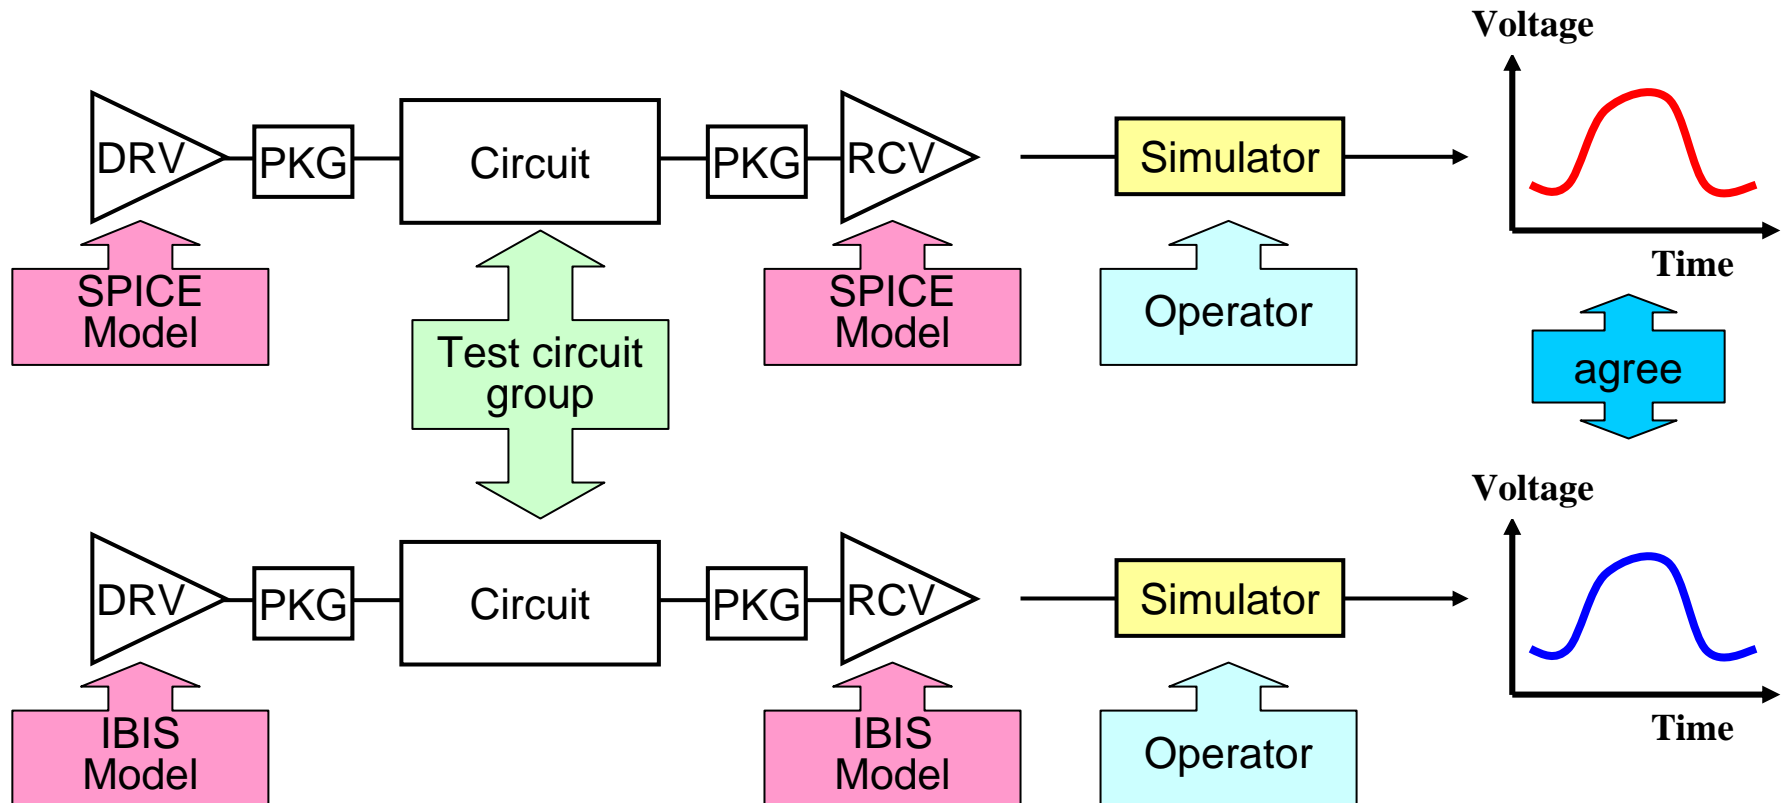 Voltage
DRV
PKG
Circuit
PKG
RCV
Simulator
Time
SPICE
Model
Test circuit
group
SPICE
Model
Operator
agree
Voltage
DRV
PKG
Circuit
PKG
RCV
Simulator
Time
IBIS
Model
IBIS
Model
Operator